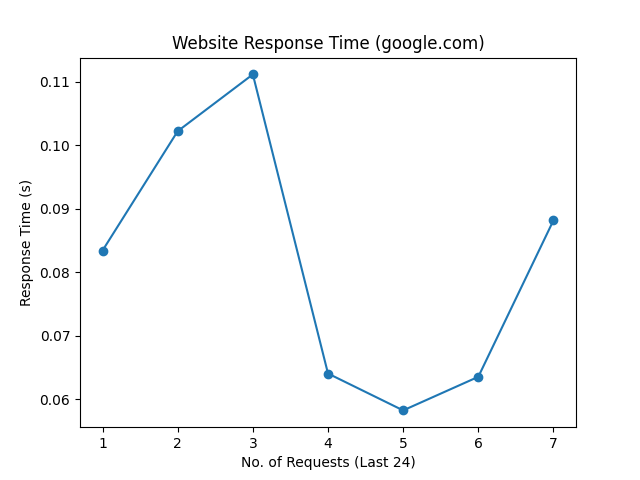 Website Response Time (google.com)
Response Time (s)
0.11
0.10
0.09
0.08
0.07
0.06
1 2 3 4 5 6 7
No. of Requests (Last 24)